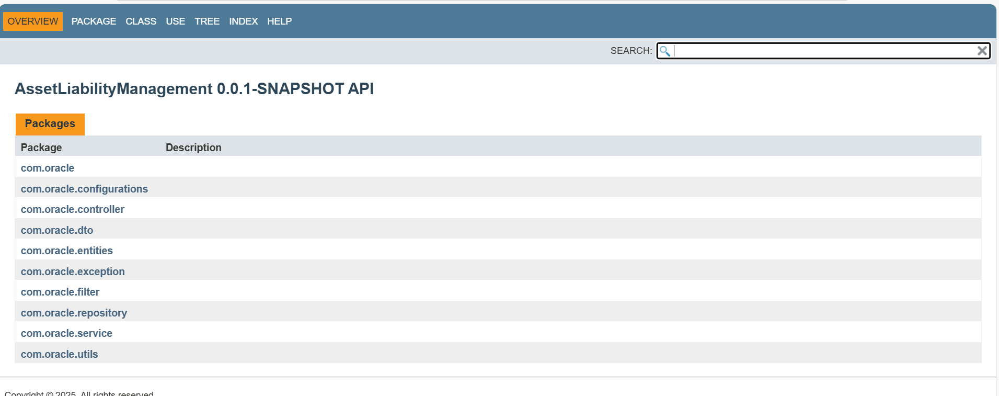 OVERVIEW PACKAGE CLASS USE TREE INDEX HELP
SEARCH:
AssetLiabilityManagement 0.0.1-SNAPSHOT API
Packages
Package Description
com.oracle
com.oracle.configurations
com.oracle.controller
com.oracle.dto
com.oracle.entities
com.oracle.exception
com.oracle.filter
com.oracle.repository
com.oracle.service
com.oracle.utils
Copyright © 2025. All rights reserved.